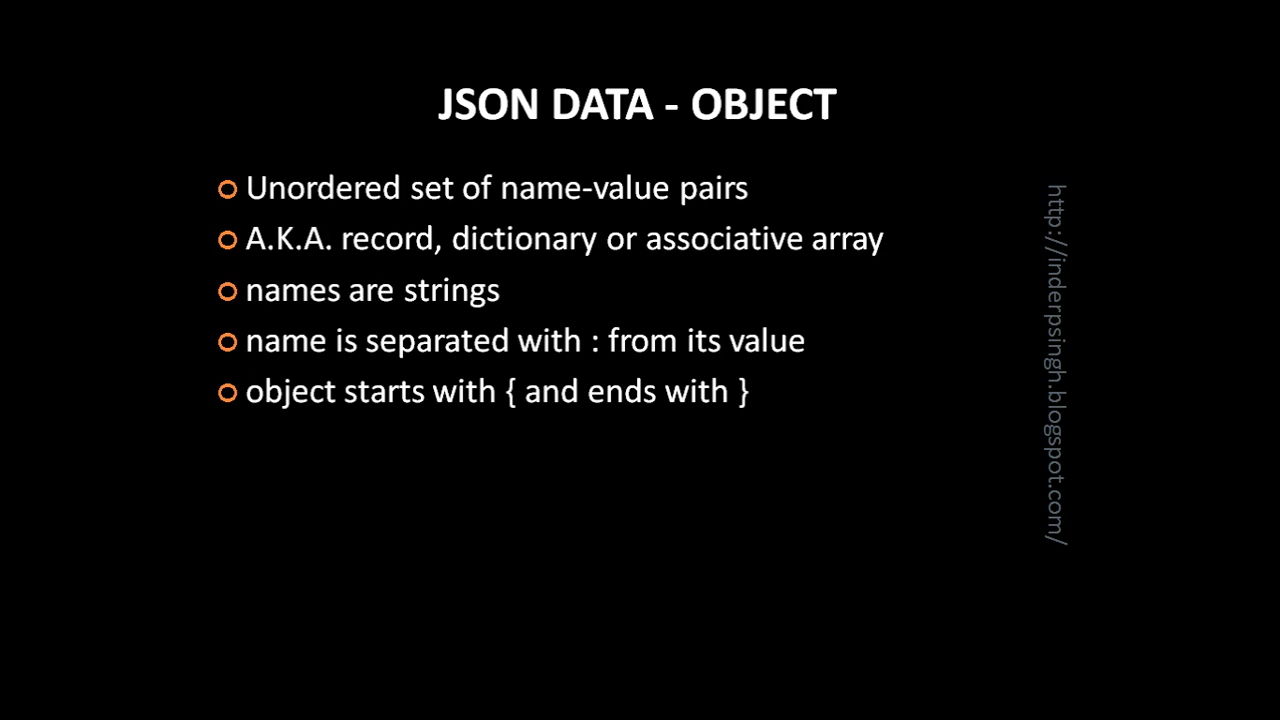 JSON DATA - OBJECT
Unordered set of name-value pairs
A.K.A. record, dictionary or associative array
names are strings
name is separated with : from its value
object starts with { and ends with }
http://inderpsingh.blogspot.com/